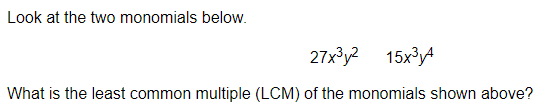 Look at the two monomials below.
27x³y² 15x³y⁴
What is the least common multiple (LCM) of the monomials shown above?